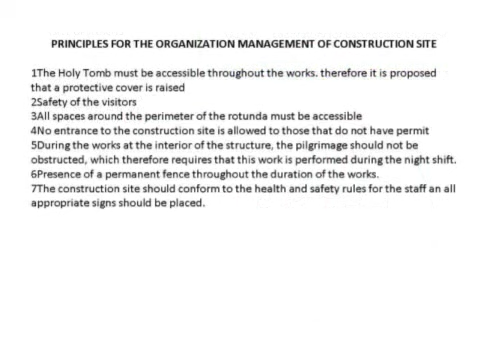 PRINCIPLES FOR THE ORGANIZATION MANAGEMENT OF CONSTRUCTION SITE
1The Holy Tomb must be accessible throughout the works. therefore it is proposed
that a protective cover is raised
2Safety of the visitors
3All spaces around the perimeter of the rotunda must be accessible
4No entrance to the construction site is allowed to those that do not have permit
5During the works at the interior of the structure, the pilgrimage should not be
obstructed, which therefore requires that this work is performed during the night shift.
6Presence of a permanent fence throughout the duration of the works.
7The construction site should conform to the health and safety rules for the staff an all
appropriate signs should be placed.